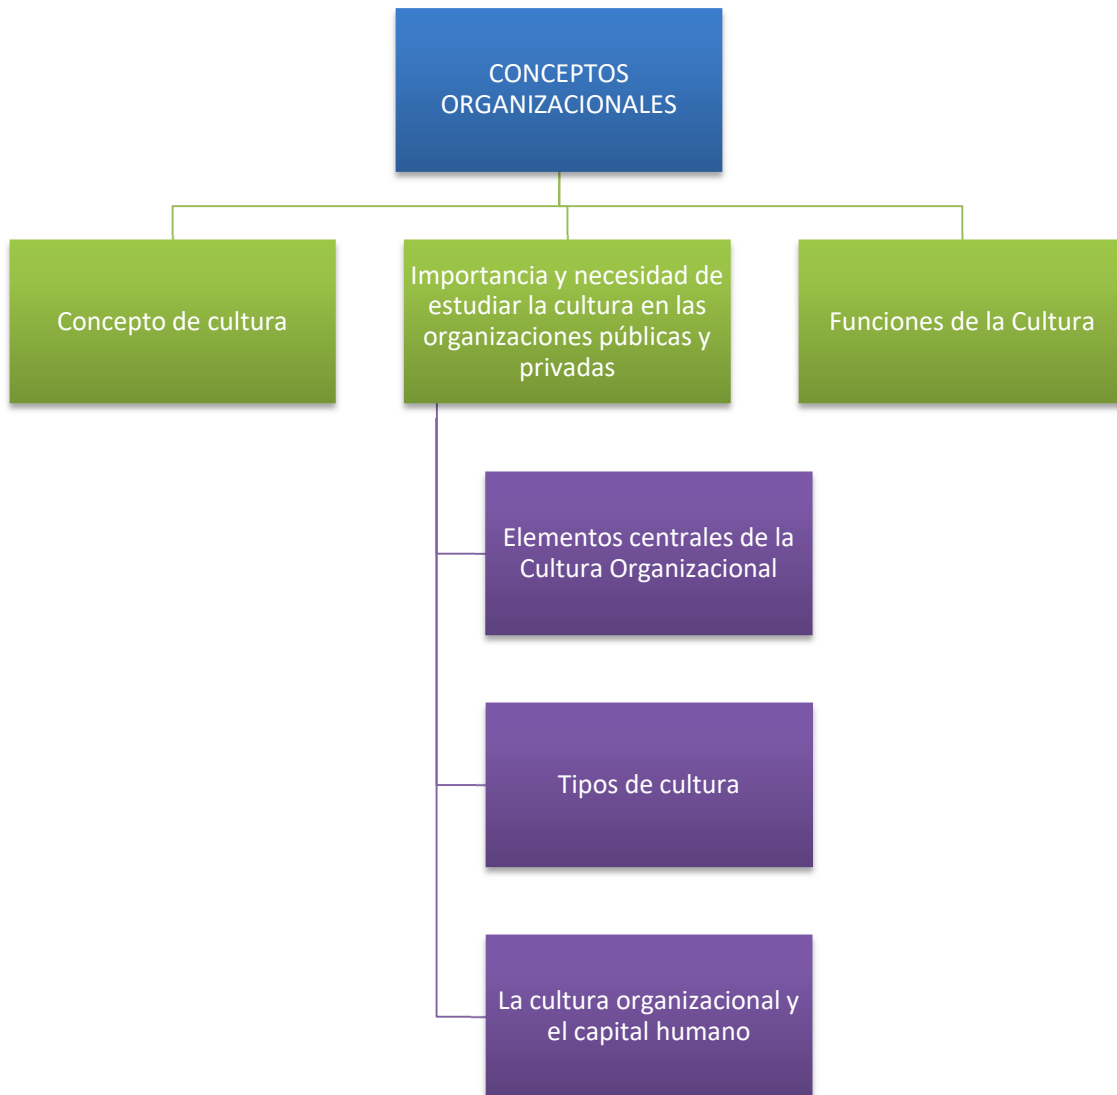 CONCEPTOS
ORGANIZACIONALES
Concepto de cultura
Importancia y necesidad de
estudiar la cultura en las
organizaciones públicas y
privadas
Funciones de la Cultura
Elementos centrales de la
Cultura Organizacional
Tipos de cultura
La cultura organizacional y
el capital humano